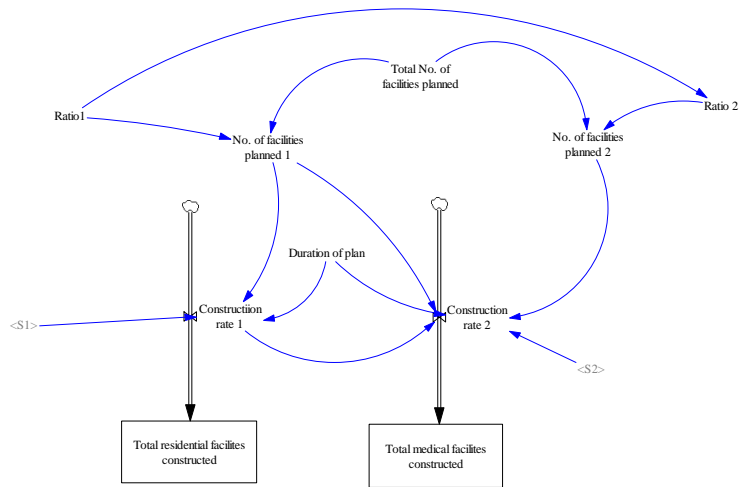 Total No. of
facilities planned
Ratio1
Ratio 2
No. of facilities
planned 1
No. of facilities
planned 2
Duration of plan
<S1>
Constructiion
rate 1
Construction
rate 2
<S2>
Total residential facilites
constructed
Total medical facilites
constructed